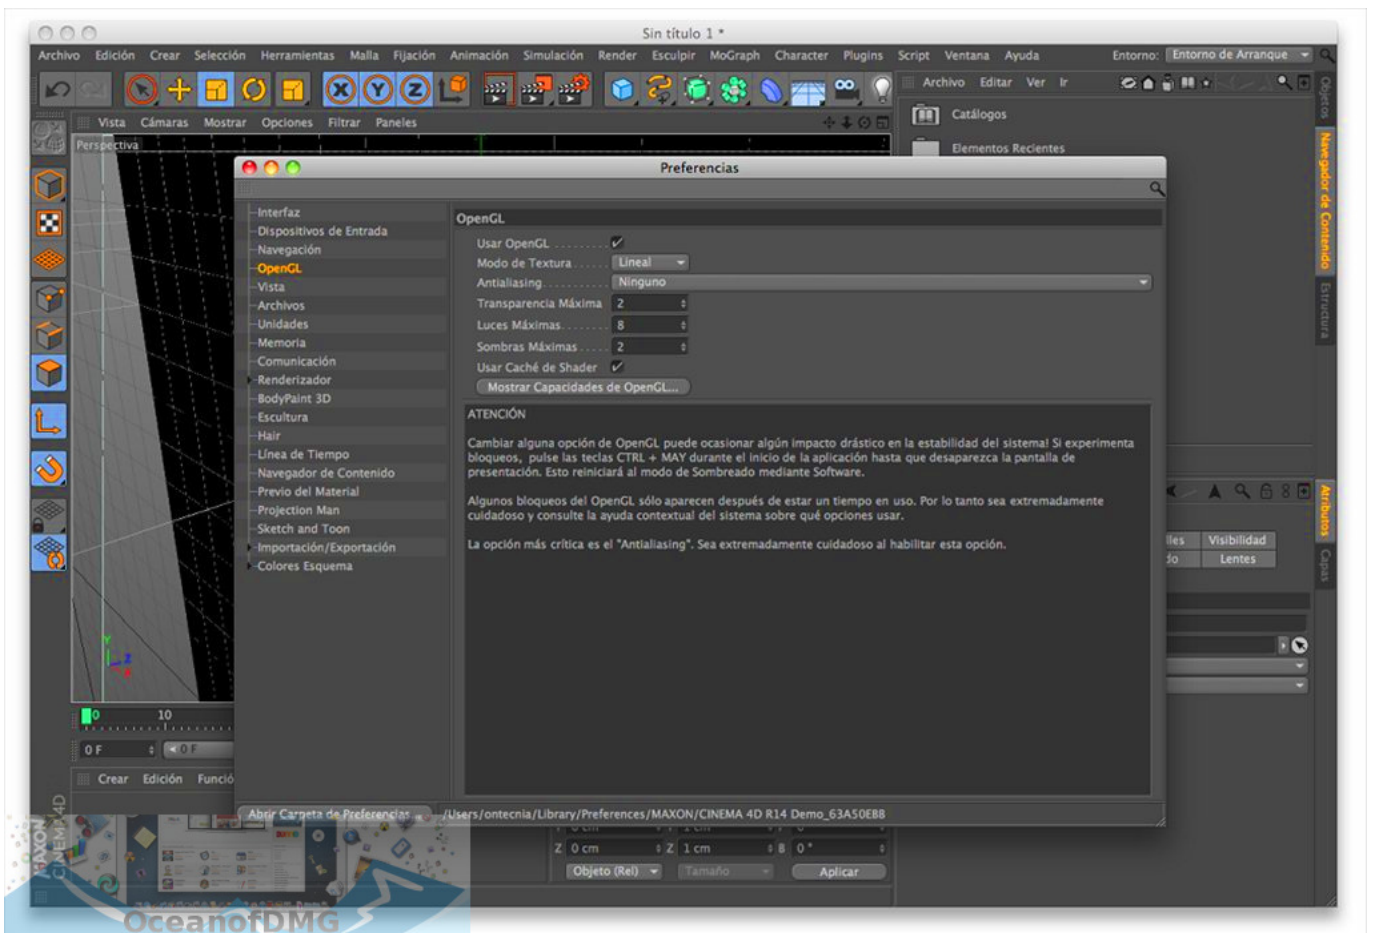 Sin título 1 *
Archivo Edición Crear Selección Herramientas Malla Fijación Animación Simulación Render Esculpir MoGraph Character Plugins Script Ventana Ayuda Entorno: Entorno de Arranque
X Y Z
Archivo Editar Ver Ir
Objetos
Catálogos
Vista Cámaras Mostrar Opciones Filtrar Paneles
Perspectiva
Elementos Recientes
Navegador de Contenido
Estructura
Preferencias
Interfaz
Dispositivos de Entrada
Navegación
OpenGL
Vista
Archivos
Unidades
Memoria
Comunicación
Renderizador
BodyPaint 3D
Escultura
Hair
Línea de Tiempo
Navegador de Contenido
Previo del Material
Projection Man
Sketch and Toon
Importación/Exportación
Colores Esquema
OpenGL
Usar OpenGL
Modo de Textura Lineal
Antialiasing Ninguno
Transparencia Máxima 2
Luces Máximas 8
Sombras Máximas 2
Usar Caché de Shader
Mostrar Capacidades de OpenGL...
ATENCIÓN
Cambiar alguna opción de OpenGL puede ocasionar algún impacto drástico en la estabilidad del sistema! Si experimenta
bloqueos, pulse las teclas CTRL + MAY durante el inicio de la aplicación hasta que desaparezca la pantalla de
presentación. Esto reiniciará al modo de Sombreado mediante Software.
Algunos bloqueos del OpenGL sólo aparecen después de estar un tiempo en uso. Por lo tanto sea extremadamente
cuidadoso y consulte la ayuda contextual del sistema sobre qué opciones usar.
La opción más crítica es el "Antialiasing". Sea extremadamente cuidadoso al habilitar esta opción.
Atributos
Capas
lles Visibilidad
do Lentes
Y
Z
X
0 10
0 F 0 F
Crear Edición Funció
Abrir Carpeta de Preferencias /Users/ontecnia/Library/Preferences/MAXON/CINEMA 4D R14 Demo_63A50EBB
Z 0 cm Z 1 cm B 0 °
Objeto (Rel) Tamaño Aplicar
MAXON
CINEMA 4D
OceanofDMG